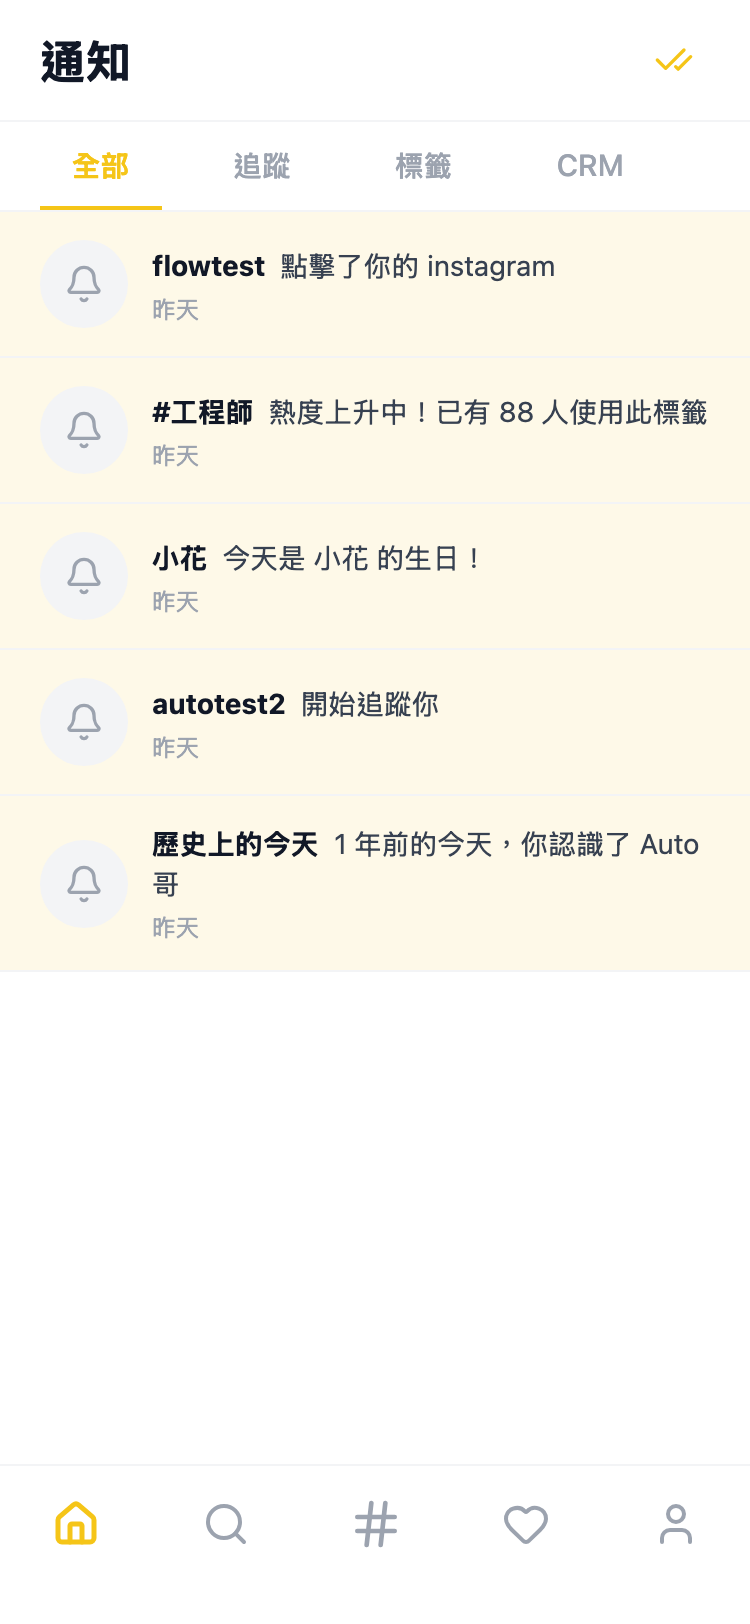 通知
全部
追蹤
標籤
CRM
flowtest 點擊了你的 instagram
昨天
#工程師 熱度上升中！已有 88 人使用此標籤
昨天
小花 今天是 小花 的生日！
昨天
autotest2 開始追蹤你
昨天
歷史上的今天 1 年前的今天，你認識了 Auto
哥
昨天